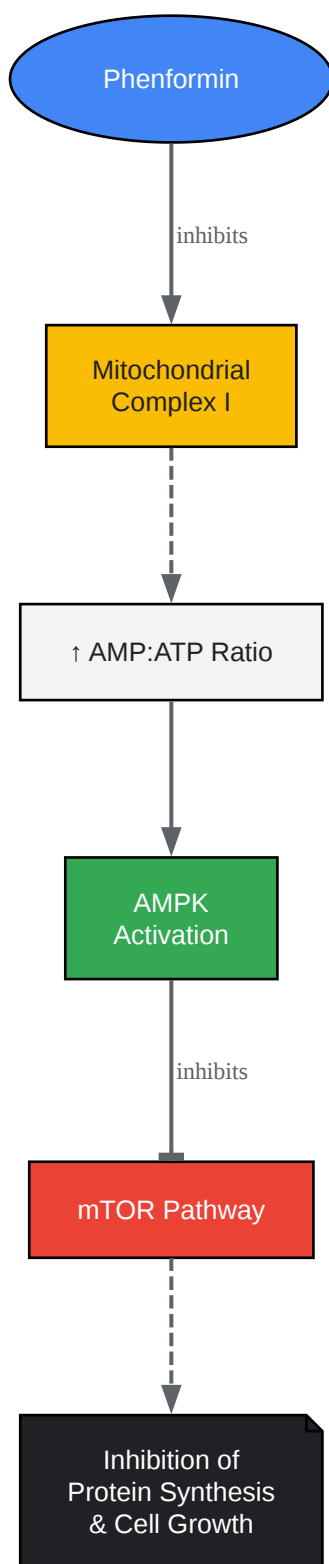 Phenformin
inhibits
Mitochondrial
Complex I
↑ AMP:ATP Ratio
AMPK
Activation
inhibits
mTOR Pathway
Inhibition of
Protein Synthesis
& Cell Growth